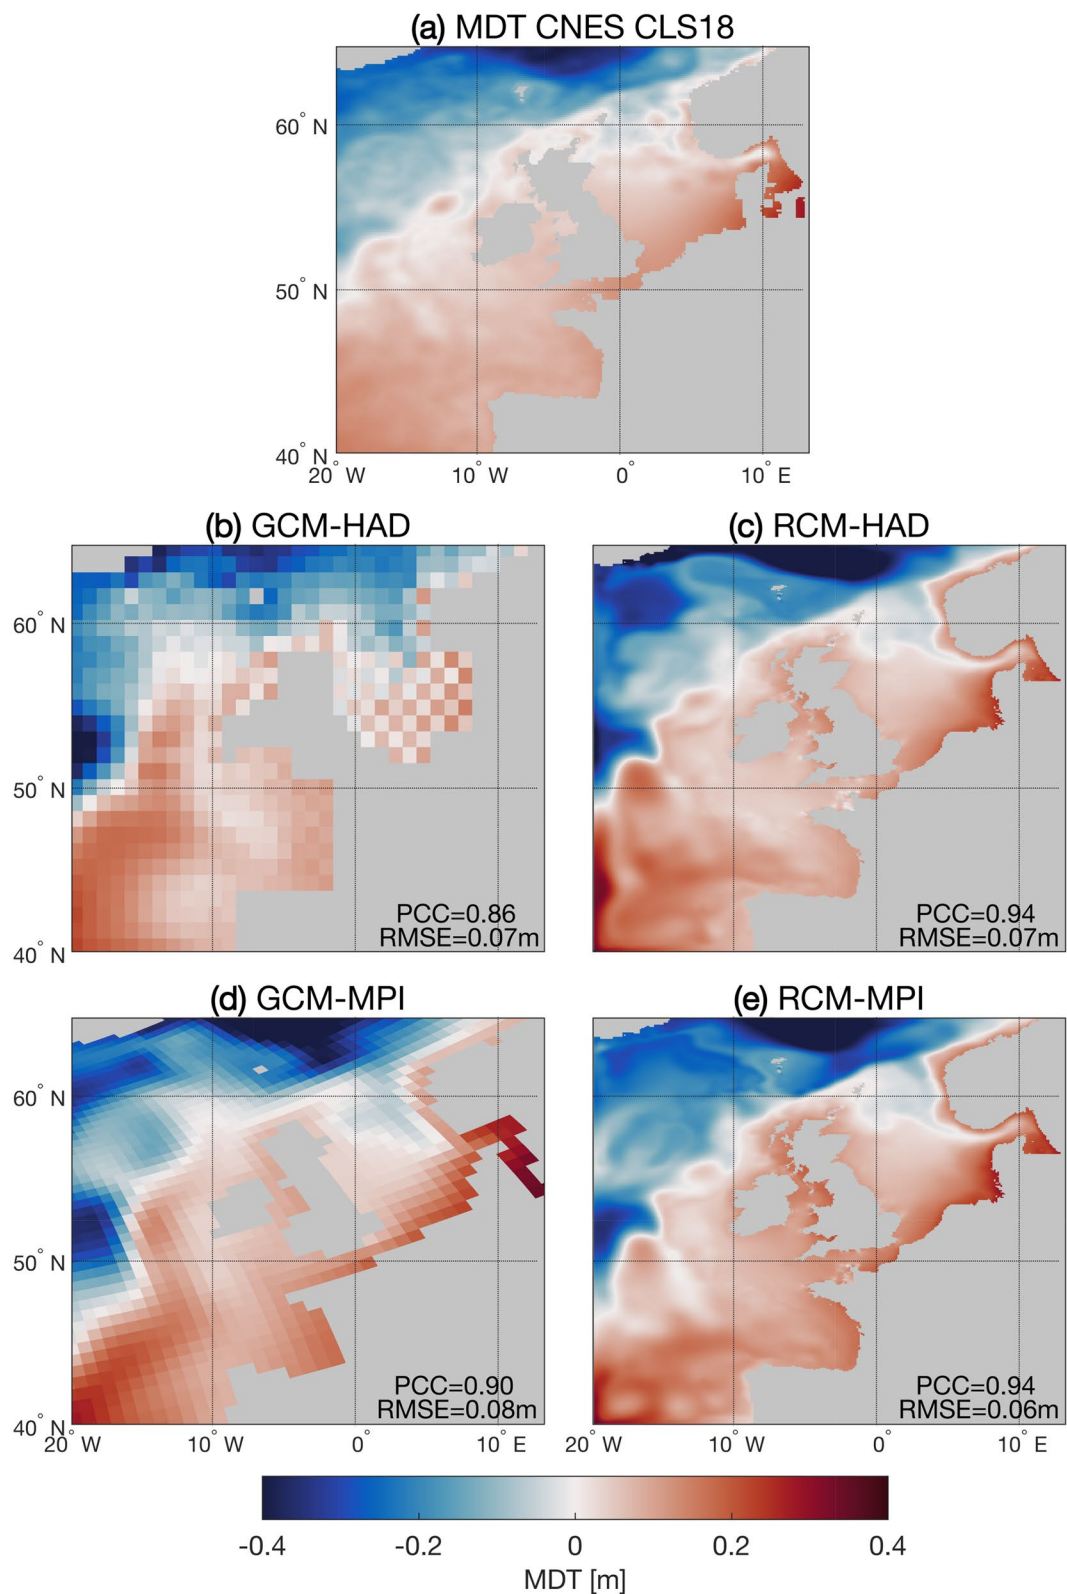 (a) MDT CNES CLS18
60° N
50° N
40° N
20° W 10° W 0° 10° E
(b) GCM-HAD
(c) RCM-HAD
60° N
50° N
40° N
PCC=0.86
RMSE=0.07m
PCC=0.94
RMSE=0.07m
(d) GCM-MPI
(e) RCM-MPI
60° N
50° N
40° N
PCC=0.90
RMSE=0.08m
PCC=0.94
RMSE=0.06m
20° W 10° W 0° 10° E
20° W 10° W 0° 10° E
-0.4 -0.2 0 0.2 0.4
MDT [m]